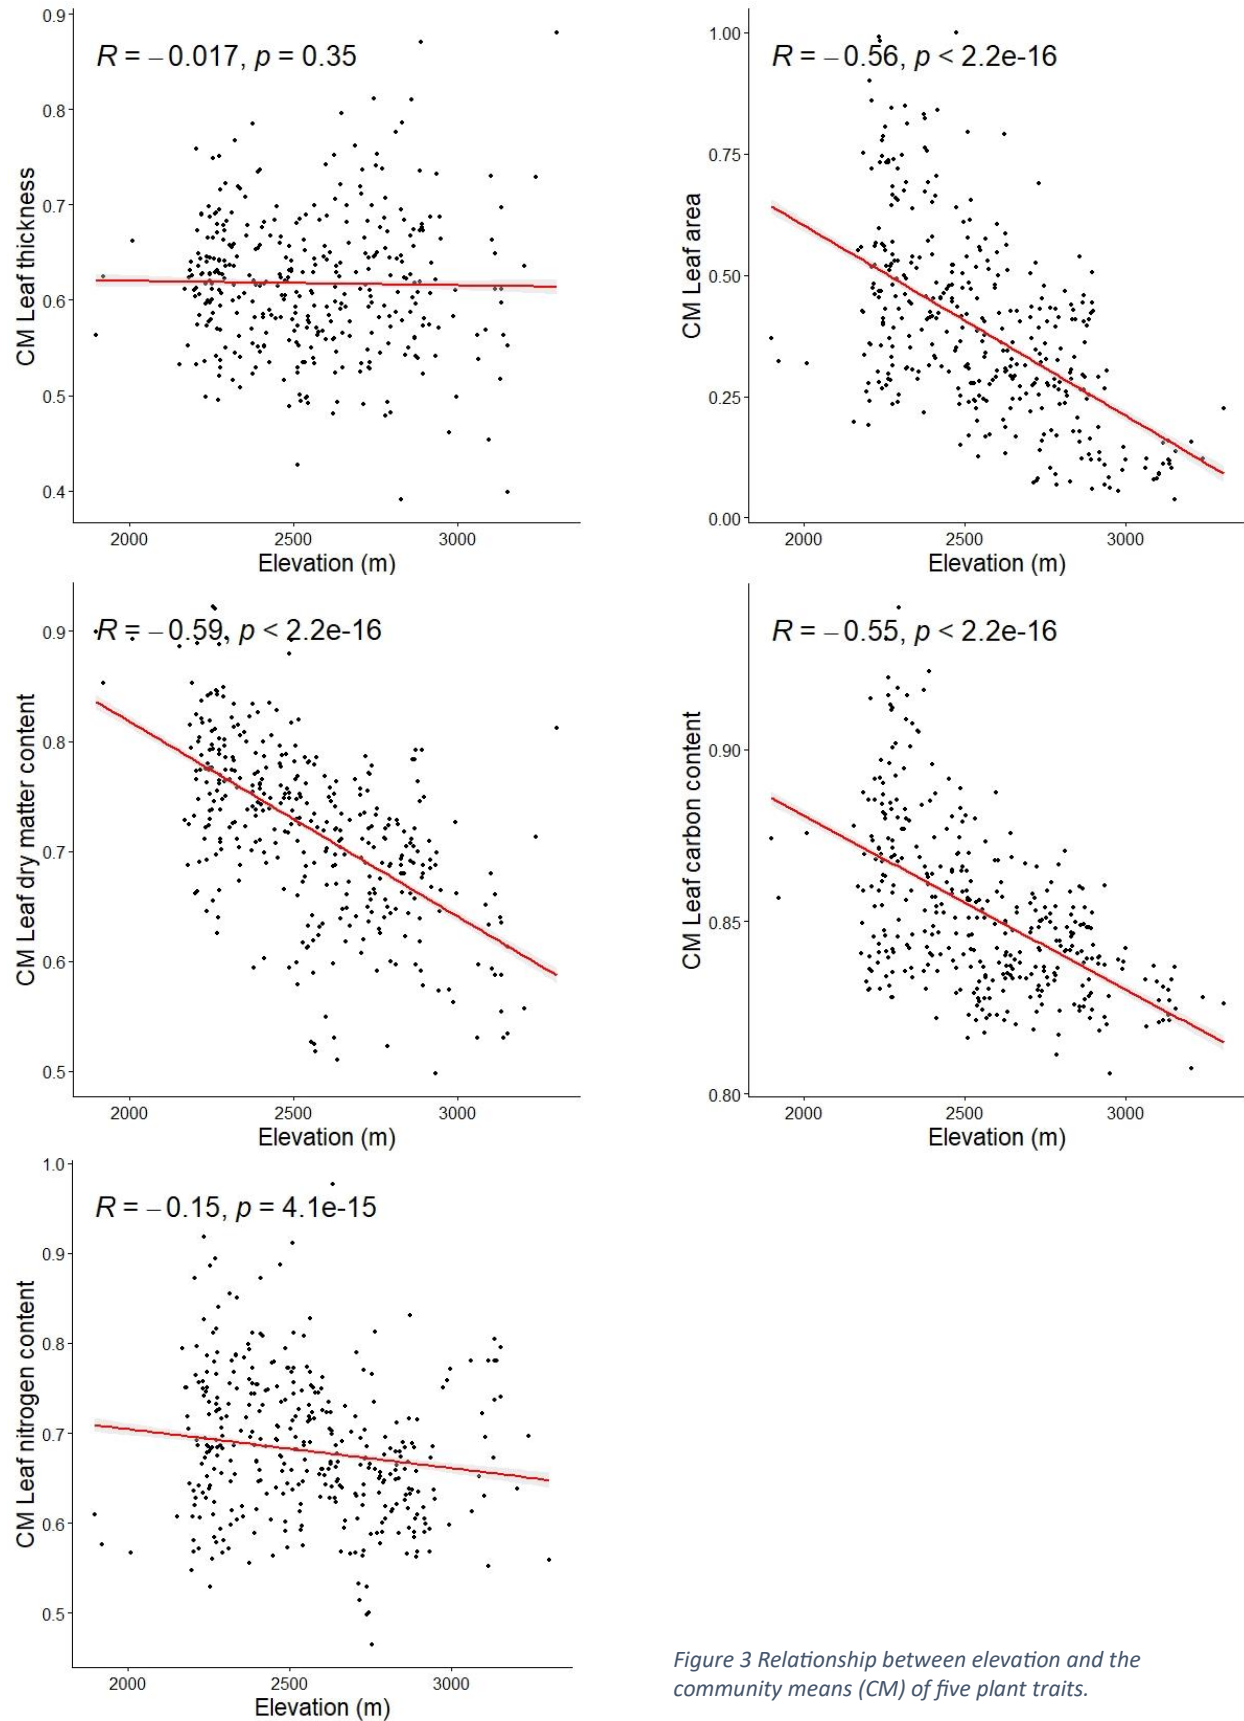 R = −0.017, p = 0.35
0.9
0.8
0.7
0.6
0.5
0.4
CM Leaf thickness
2000 2500 3000
Elevation (m)
R = −0.56, p < 2.2e-16
1.00
0.75
0.50
0.25
0.00
CM Leaf area
2000 2500 3000
Elevation (m)
R = −0.59, p < 2.2e-16
0.9
0.8
0.7
0.6
0.5
CM Leaf dry matter content
2000 2500 3000
Elevation (m)
R = −0.55, p < 2.2e-16
0.90
0.85
0.80
CM Leaf carbon content
2000 2500 3000
Elevation (m)
R = −0.15, p = 4.1e-15
1.0
0.9
0.8
0.7
0.6
0.5
CM Leaf nitrogen content
2000 2500 3000
Elevation (m)
Figure 3 Relationship between elevation and the
community means (CM) of five plant traits.